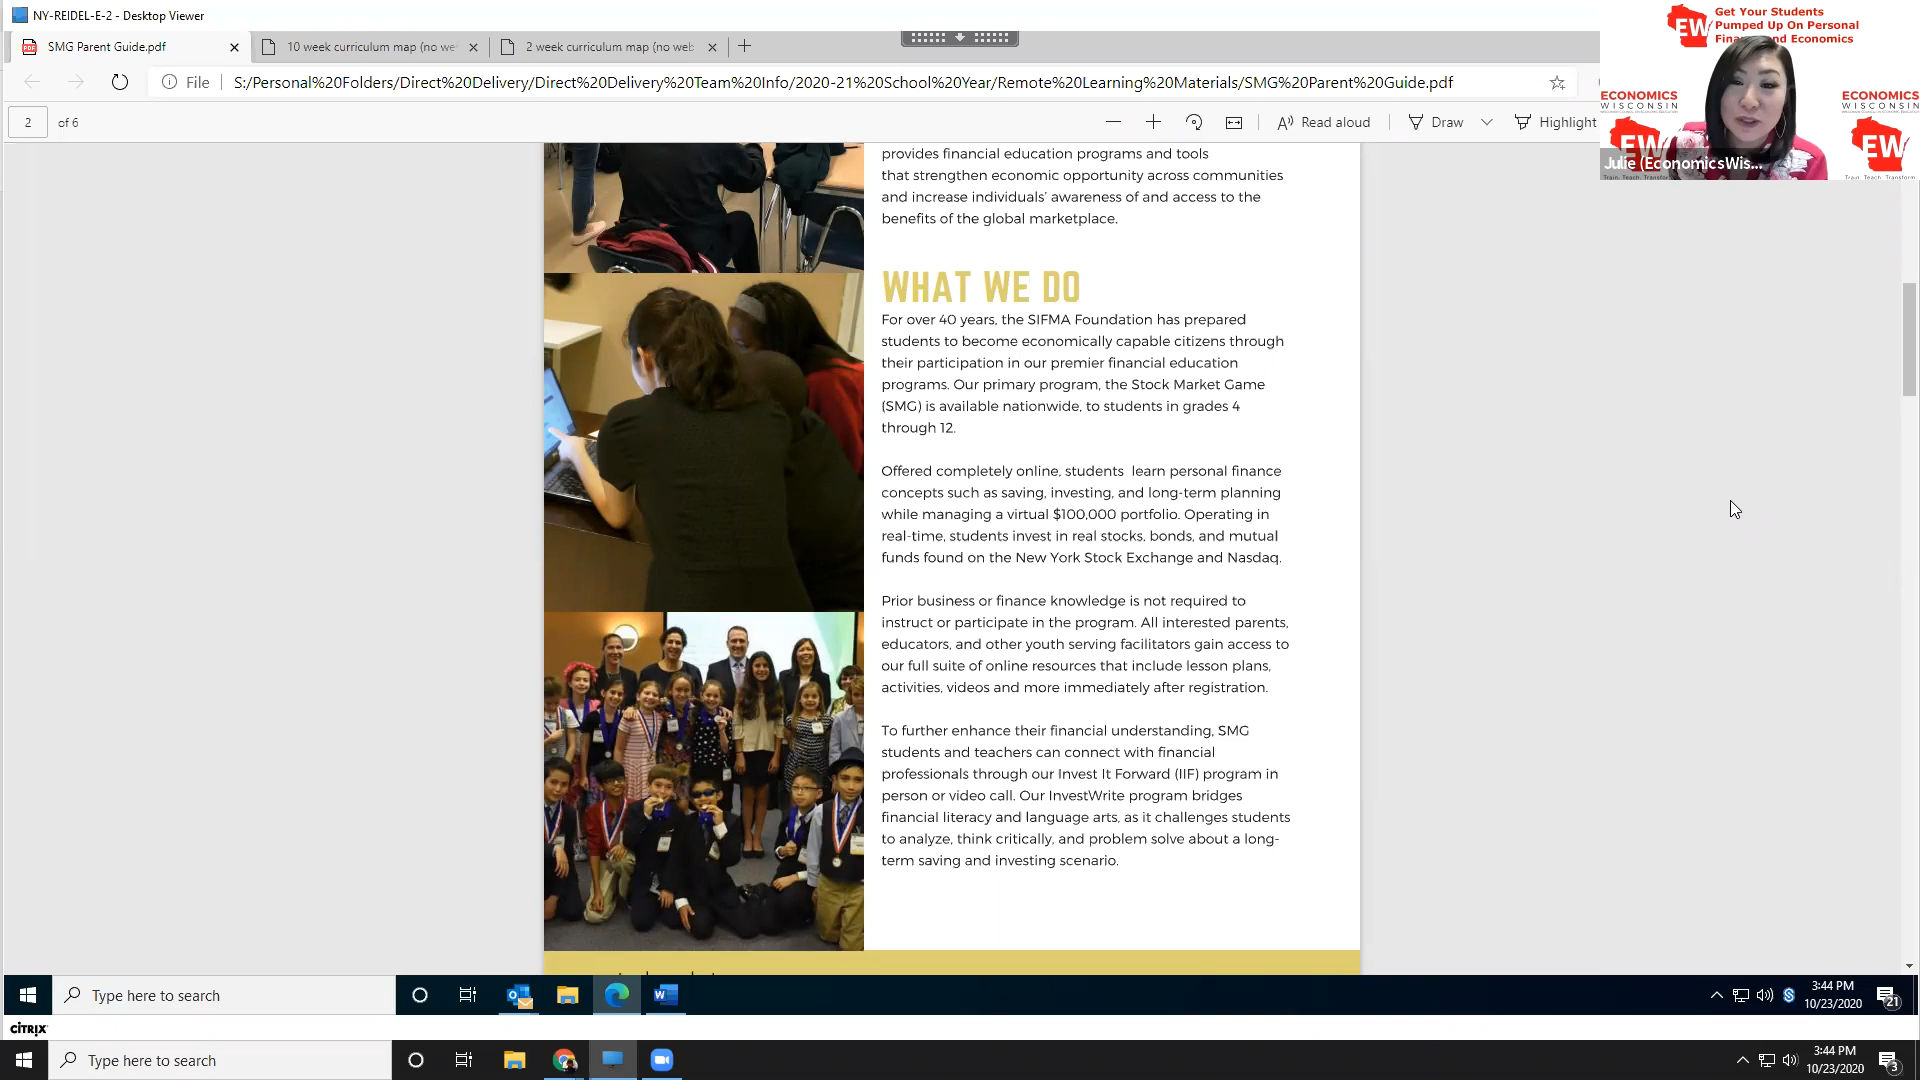 NY-REIDEL-E-2 - Desktop Viewer
SMG Parent Guide.pdf
10 week curriculum map (no we
2 week curriculum map (no web
File S:/Personal%20Folders/Direct%20Delivery/Direct%20Delivery%20Team%20Info/2020-21%20School%20Year/Remote%20Learning%20Materials/SMG%20Parent%20Guide.pdf
2 of 6
Read aloud Draw Highlight
Get Your Students
Pumped Up On Personal
Finance and Economics
EW
ECONOMICS
WISCONSIN
EW
ECONOMICS
WISCONSIN
EW
Julie (EconomicsWis...
Train. Teach. Transform.
provides financial education programs and tools
that strengthen economic opportunity across communities
and increase individuals' awareness of and access to the
benefits of the global marketplace.
WHAT WE DO
For over 40 years, the SIFMA Foundation has prepared
students to become economically capable citizens through
their participation in our premier financial education
programs. Our primary program, the Stock Market Game
(SMG) is available nationwide, to students in grades 4
through 12.
Offered completely online, students learn personal finance
concepts such as saving, investing, and long-term planning
while managing a virtual $100,000 portfolio. Operating in
real-time, students invest in real stocks, bonds, and mutual
funds found on the New York Stock Exchange and Nasdaq.
Prior business or finance knowledge is not required to
instruct or participate in the program. All interested parents,
educators, and other youth serving facilitators gain access to
our full suite of online resources that include lesson plans,
activities, videos and more immediately after registration.
To further enhance their financial understanding, SMG
students and teachers can connect with financial
professionals through our Invest It Forward (IIF) program in
person or video call. Our InvestWrite program bridges
financial literacy and language arts, as it challenges students
to analyze, think critically, and problem solve about a long-
term saving and investing scenario.
Type here to search
3:44 PM
10/23/2020
21
CITRIX
Type here to search
3:44 PM
10/23/2020
3